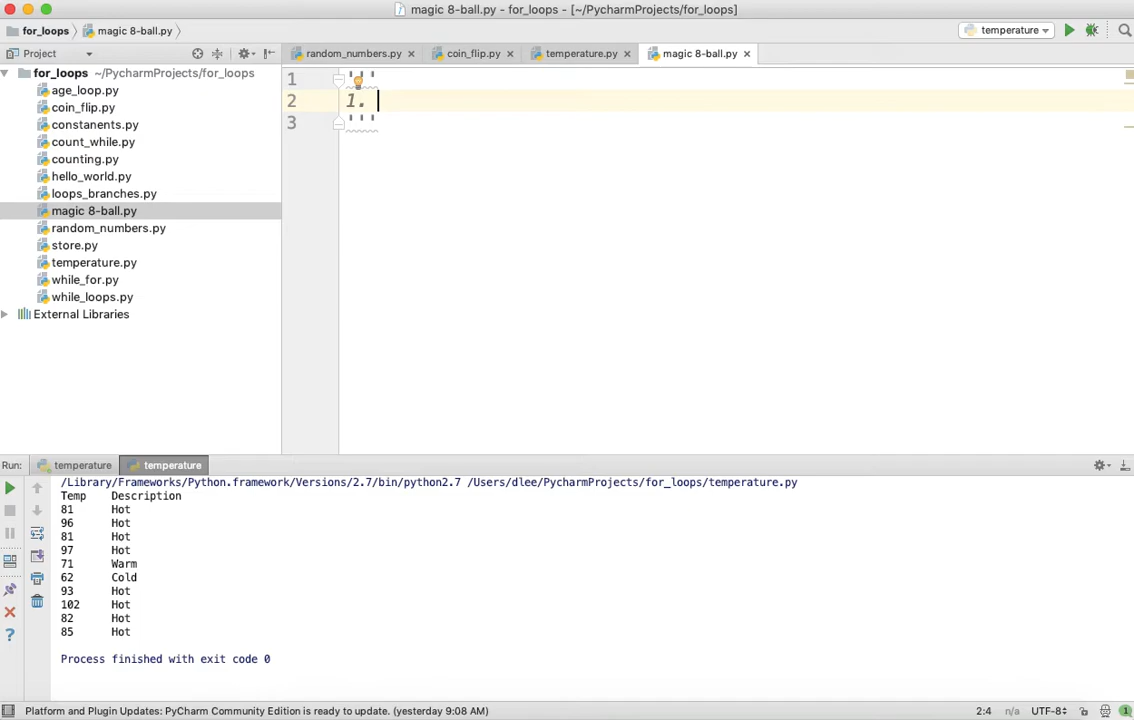 magic 8-ball.py - for_loops - [~/PycharmProjects/for_loops]
for_loops magic 8-ball.py temperature
Project random_numbers.py coin_flip.py temperature.py magic 8-ball.py
for_loops ~/PycharmProjects/for_loops
age_loop.py
coin_flip.py
constanents.py
count_while.py
counting.py
hello_world.py
loops_branches.py
magic 8-ball.py
random_numbers.py
store.py
temperature.py
while_for.py
while_loops.py
External Libraries
1 '''
2 1.
3 '''
Run: temperature temperature
/Library/Frameworks/Python.framework/Versions/2.7/bin/python2.7 /Users/dlee/PycharmProjects/for_loops/temperature.py
Temp Description
81 Hot
96 Hot
81 Hot
97 Hot
71 Warm
62 Cold
93 Hot
102 Hot
82 Hot
85 Hot
Process finished with exit code 0
Platform and Plugin Updates: PyCharm Community Edition is ready to update. (yesterday 9:08 AM) 2:4 n/a UTF-8 1